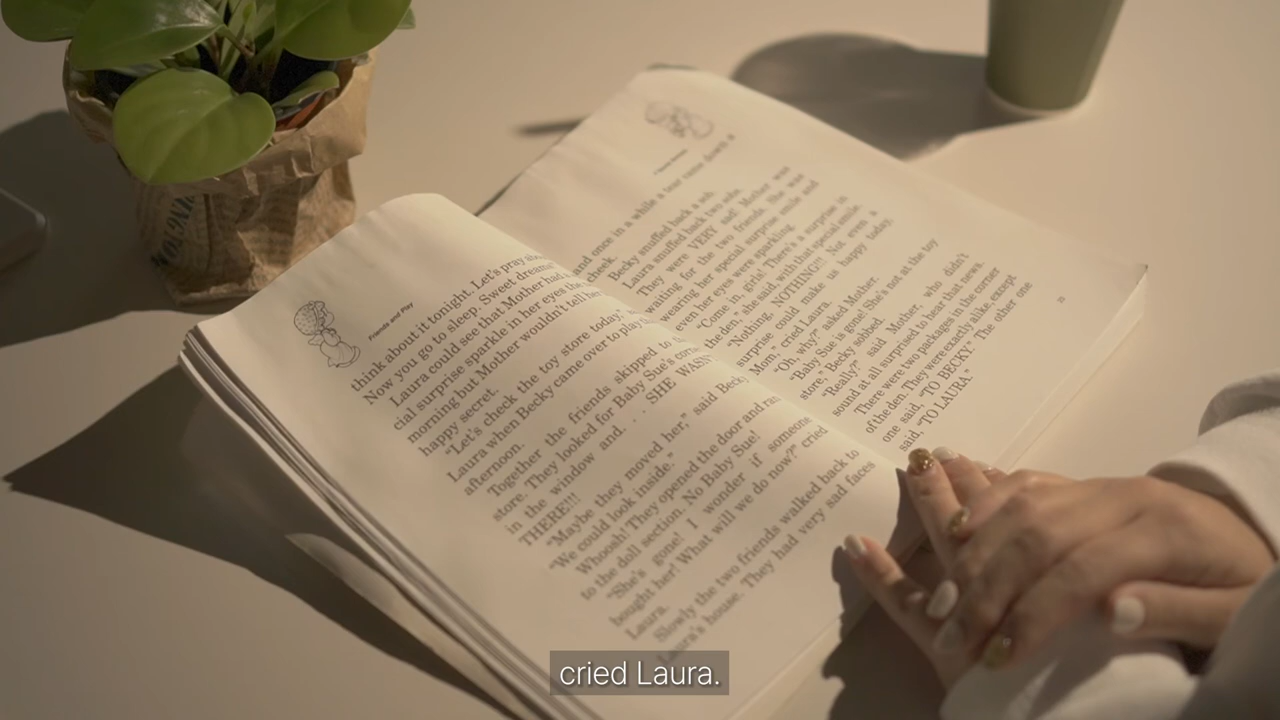 Friends and Play
think about it tonight. Let's pray
Now you go to sleep. Sweet dreams
Laura could see that Mother had
cial surprise sparkle in her eyes the
morning but Mother wouldn't tell her
happy secret.
"Let's check the toy store today,"
Laura when Becky came over to play
afternoon.
Together the friends skipped to
store. They looked for Baby Sue's
in the window and. . . SHE WASN'T
THERE!!!
"Maybe they moved her," said Becky
"We could look inside."
Whoosh! They opened the door and ran
to the doll section. No Baby Sue!
"She's gone! I wonder if someone
bought her! What will we do now?" cried
Laura.
Slowly the two friends walked back to
Laura's house. They had very sad faces
and once in a while a tear came down a
cheek.
Becky snuffed back a sob.
Laura snuffed back two sobs.
They were VERY sad! Mother was
waiting for the two friends. She was
wearing her special surprise smile and
even her eyes were sparkling.
"Come in, girls! There's a surprise in
the den," she said, with that special smile.
"Nothing, NOTHING!!! Not even a
surprise could make us happy today,
Mom," cried Laura.
"Oh, why?" asked Mother.
"Baby Sue is gone! She's not at the toy
store," Becky sobbed.
"Really?" said Mother, who didn't
sound at all surprised to hear that news.
There were two packages in the corner
of the den. They were exactly alike, except
one said, "TO BECKY." The other one
said, "TO LAURA."
cried Laura.